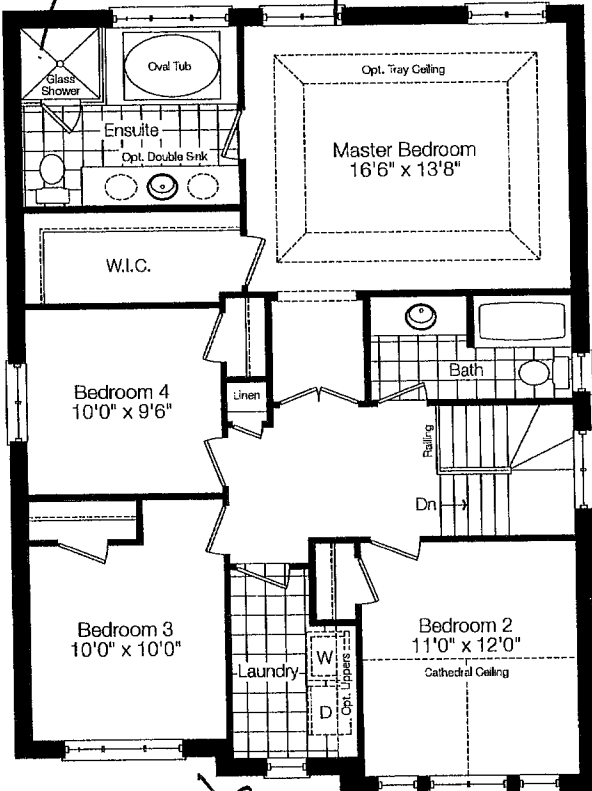 Glass
Shower
Oval Tub
Opt. Tray Ceiling
Ensuite
Opt. Double Sink
Master Bedroom
16'6" x 13'8"
W.I.C.
Bedroom 4
10'0" x 9'6"
Linen
Bath
Railing
Dn
Bedroom 3
10'0" x 10'0"
Laundry
W
D
Opt. Uppers
Bedroom 2
11'0" x 12'0"
Cathedral Ceiling